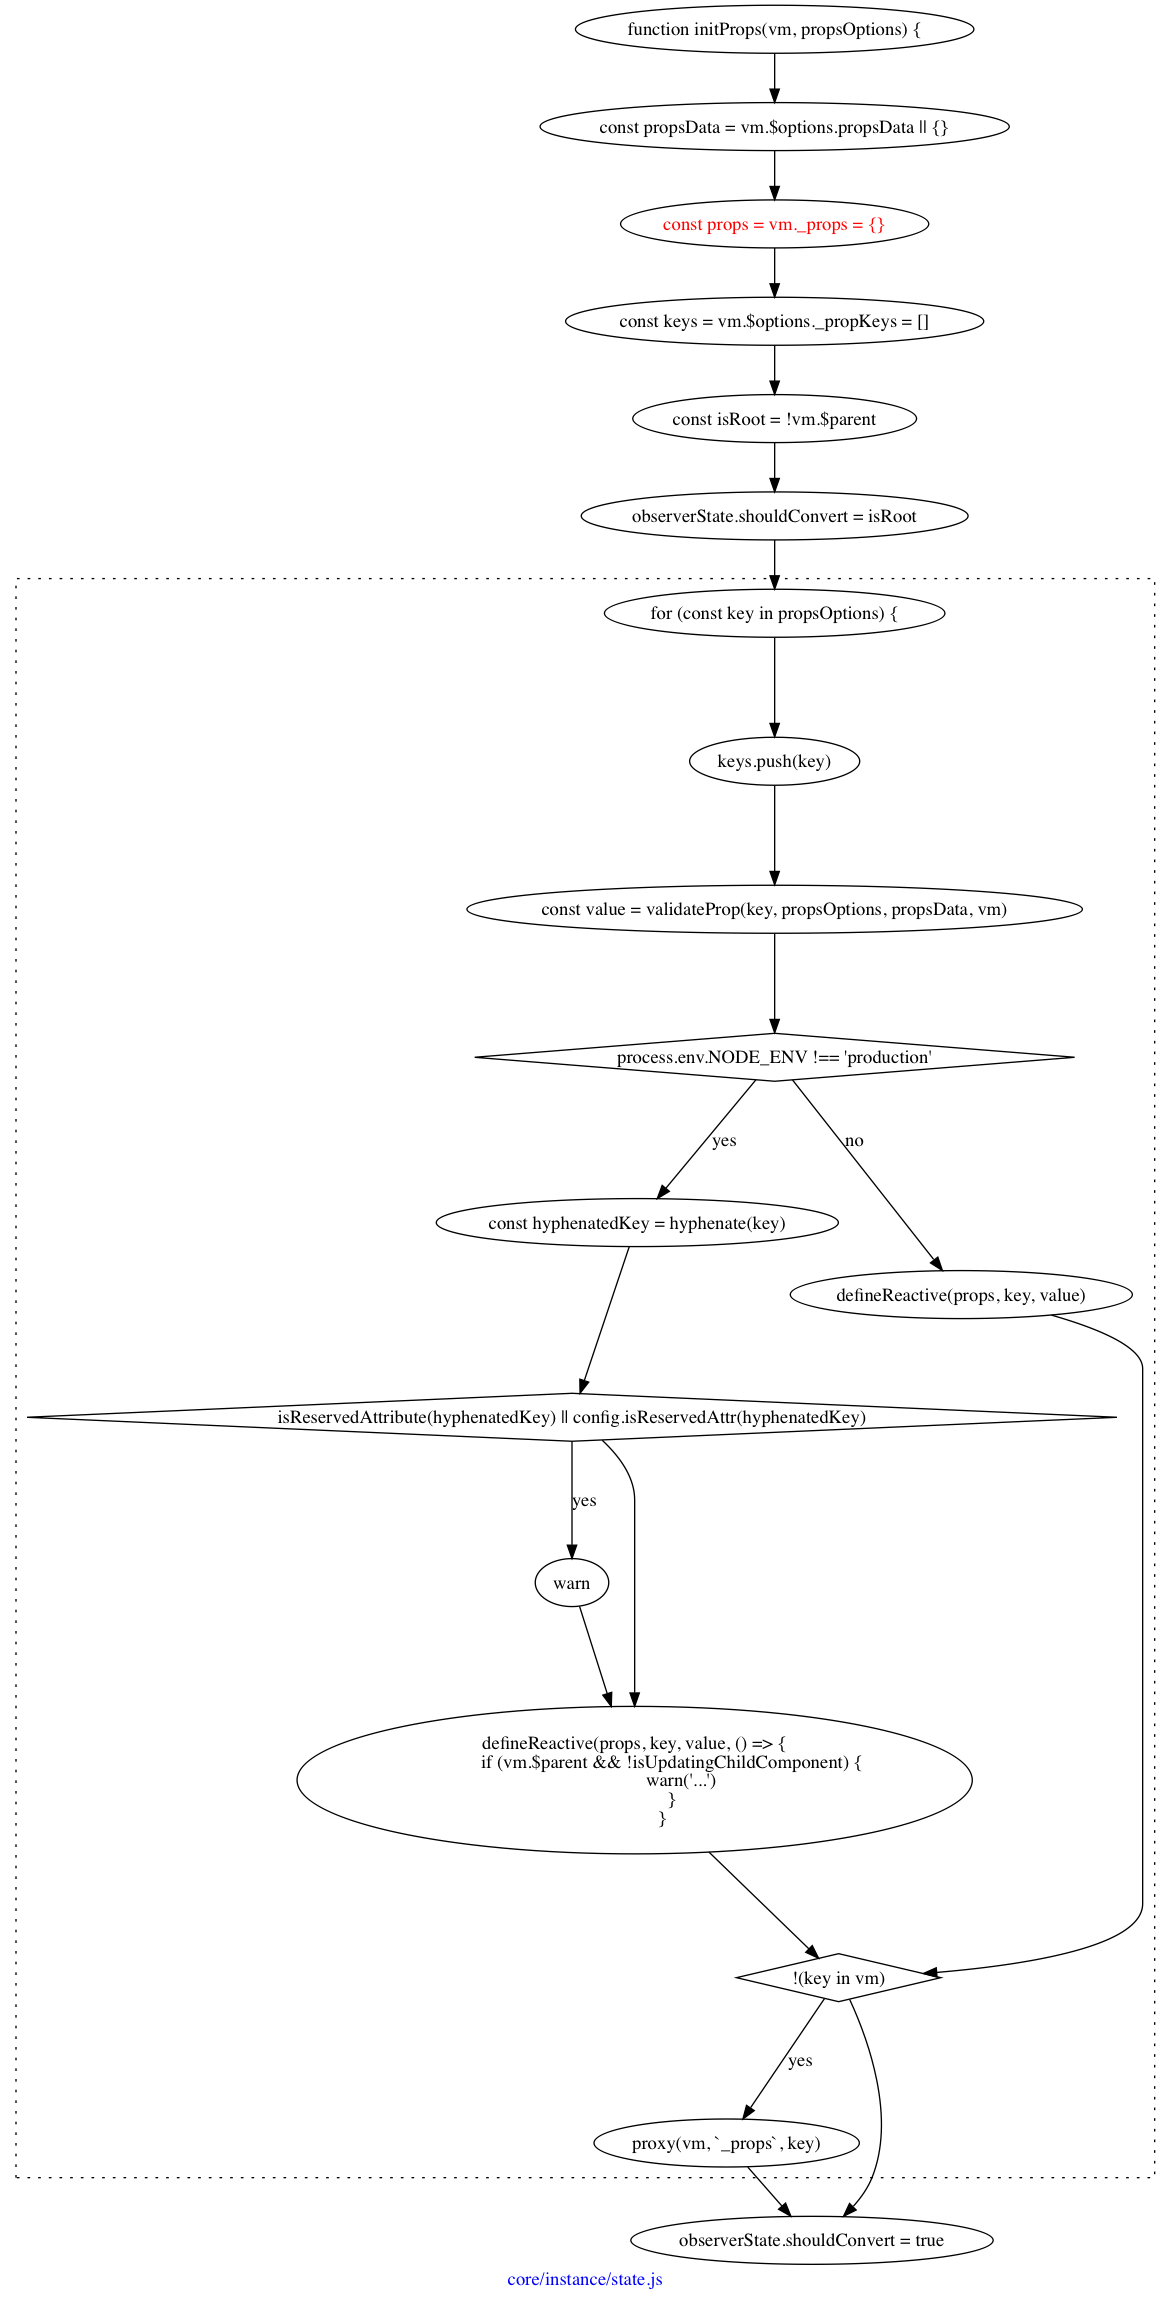 function initProps(vm, propsOptions) {
const propsData = vm.$options.propsData || {}
const props = vm._props = {}
const keys = vm.$options._propKeys = []
const isRoot = !vm.$parent
observerState.shouldConvert = isRoot
for (const key in propsOptions) {
keys.push(key)
const value = validateProp(key, propsOptions, propsData, vm)
process.env.NODE_ENV !== 'production'
yes
no
const hyphenatedKey = hyphenate(key)
defineReactive(props, key, value)
isReservedAttribute(hyphenatedKey) || config.isReservedAttr(hyphenatedKey)
yes
warn
defineReactive(props, key, value, () => {
if (vm.$parent && !isUpdatingChildComponent) {
warn('...')
}
}
!(key in vm)
yes
proxy(vm, `_props`, key)
observerState.shouldConvert = true
core/instance/state.js